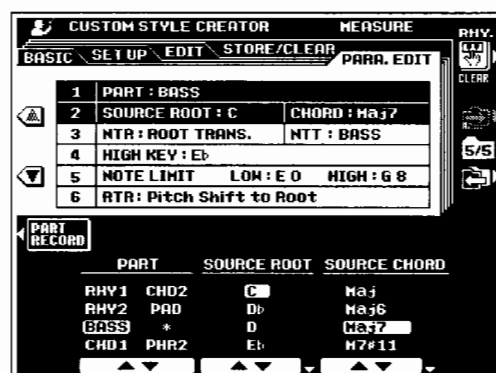 CUSTOM STYLE CREATOR MEASURE RHY.
BASIC SET UP EDIT STORE/CLEAR PARA. EDIT
CLEAR
1 PART : BASS
2 SOURCE ROOT : C CHORD : Maj7
3 NTR : ROOT TRANS. NTT : BASS
4 HIGH KEY : E♭
5/5
5 NOTE LIMIT LOW : E 0 HIGH : G 8
6 RTR : Pitch Shift to Root
PART
RECORD
PART SOURCE ROOT SOURCE CHORD
RHY1 CHD2 C Maj
RHY2 PAD D♭ Maj6
BASS * D Maj7
CHD1 PHR2 E♭ M7#11